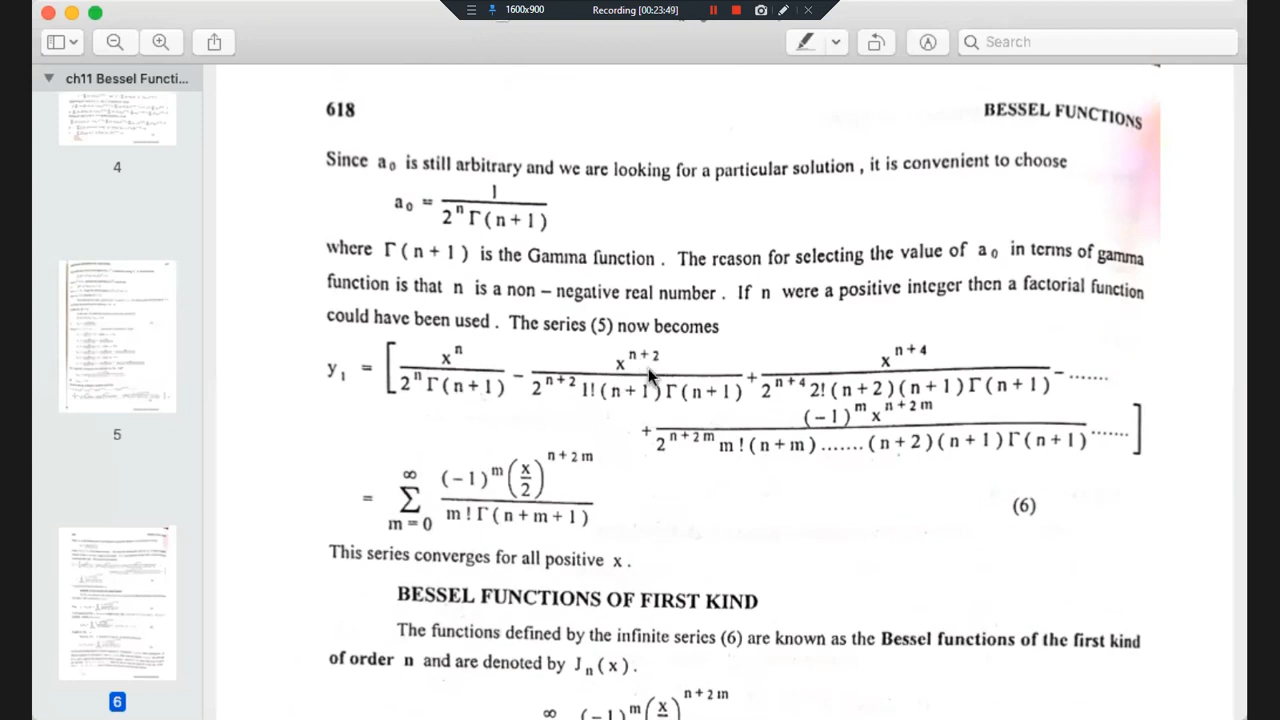 1600x900 Recording [00:23:49]
Search
ch11 Bessel Functi...
4
5
6
618 BESSEL FUNCTIONS
Since a₀ is still arbitrary and we are looking for a particular solution , it is convenient to choose
a₀ = 1 / 2ⁿ Γ ( n + 1 )
where Γ ( n + 1 ) is the Gamma function . The reason for selecting the value of a₀ in terms of gamma
function is that n is a non – negative real number . If n were a positive integer then a factorial function
could have been used . The series (5) now becomes
y₁ = [ xⁿ / 2ⁿ Γ ( n + 1 ) – x^(n + 2) / 2^(n + 2) 1! ( n + 1 ) Γ ( n + 1 ) + x^(n + 4) / 2^(n + 4) 2! ( n + 2 ) ( n + 1 ) Γ ( n + 1 ) – .......
+ ( – 1 )^m x^(n + 2m) / 2^(n + 2m) m ! ( n + m ) ....... ( n + 2 ) ( n + 1 ) Γ ( n + 1 ) ....... ]
= ∑_(m = 0)^∞ ( – 1 )^m (x/2)^(n + 2m) / m ! Γ ( n + m + 1 ) (6)
This series converges for all positive x .
BESSEL FUNCTIONS OF FIRST KIND
The functions defined by the infinite series (6) are known as the Bessel functions of the first kind
of order n and are denoted by Jₙ ( x ) .
∞ ( – 1 )^m (x n + 2m